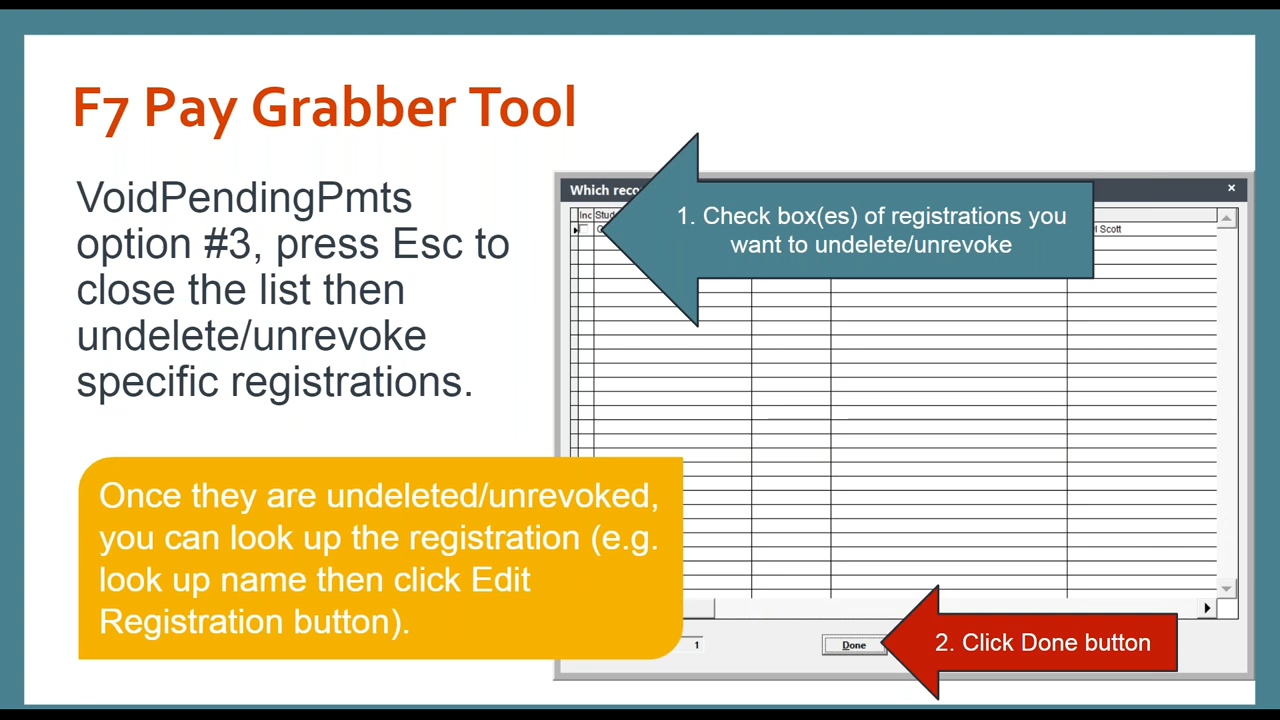 F7 Pay Grabber Tool
VoidPendingPmts
option #3, press Esc to
close the list then
undelete/unrevoke
specific registrations.
Which
Inc
1. Check box(es) of registrations you
want to undelete/unrevoke
Scott
Once they are undeleted/unrevoked,
you can look up the registration (e.g.
look up name then click Edit
Registration button).
1
Done
2. Click Done button